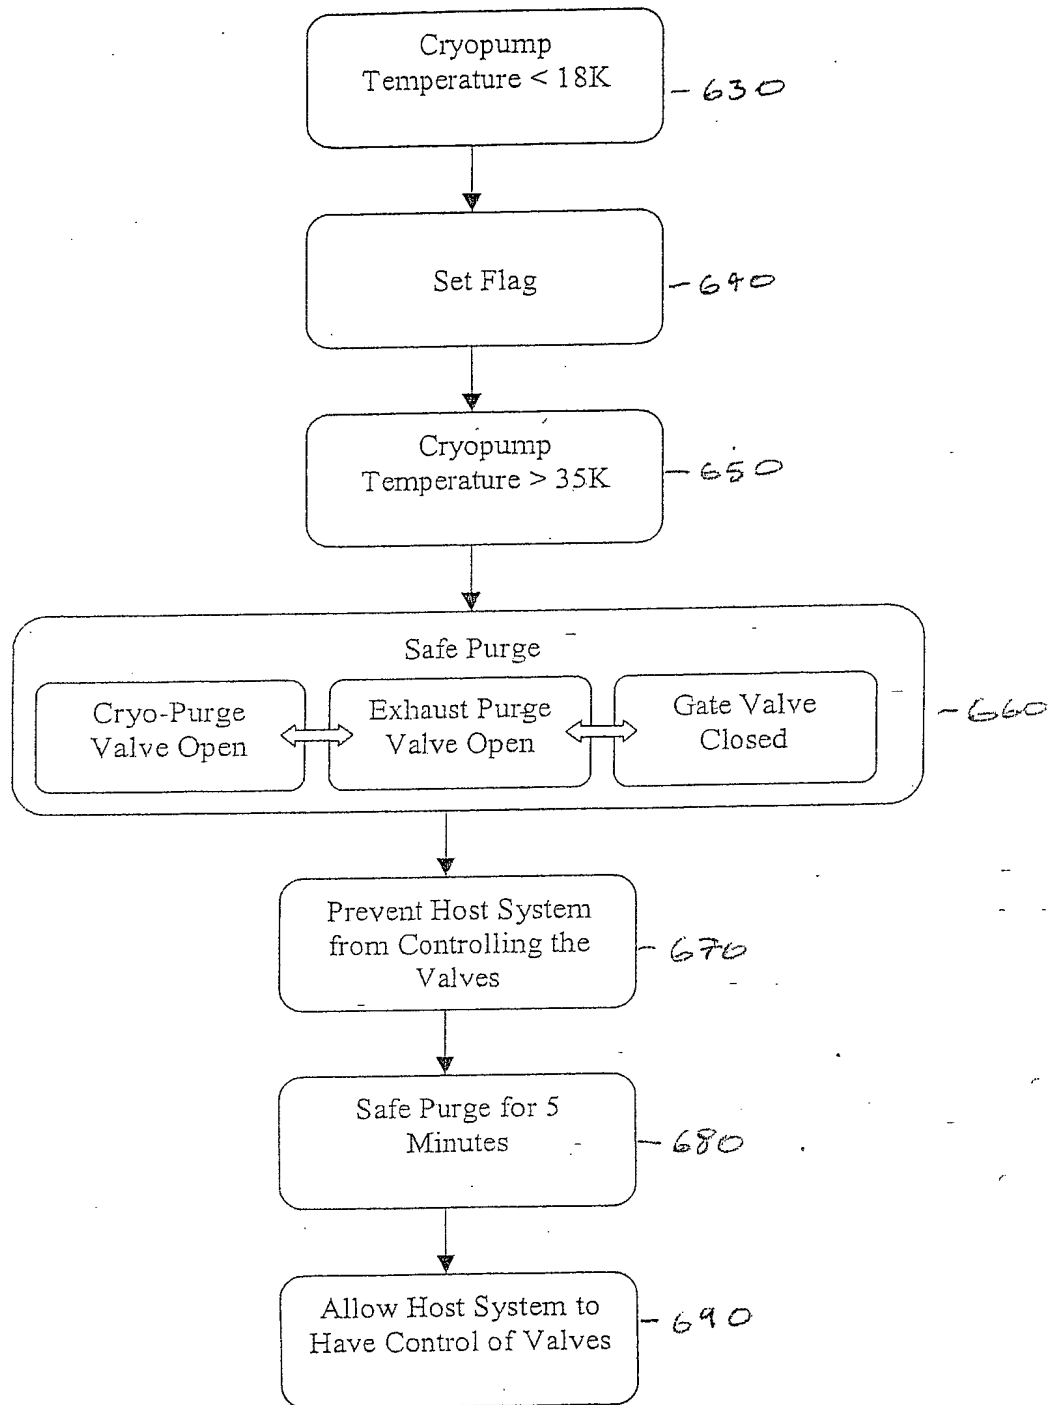 Cryopump
Temperature < 18K
- 630
Set Flag
- 640
Cryopump
Temperature > 35K
- 650
Safe Purge
Cryo-Purge
Valve Open
Exhaust Purge
Valve Open
Gate Valve
Closed
- 660
Prevent Host System
from Controlling the
Valves
- 670
Safe Purge for 5
Minutes
- 680
Allow Host System to
Have Control of Valves
- 690